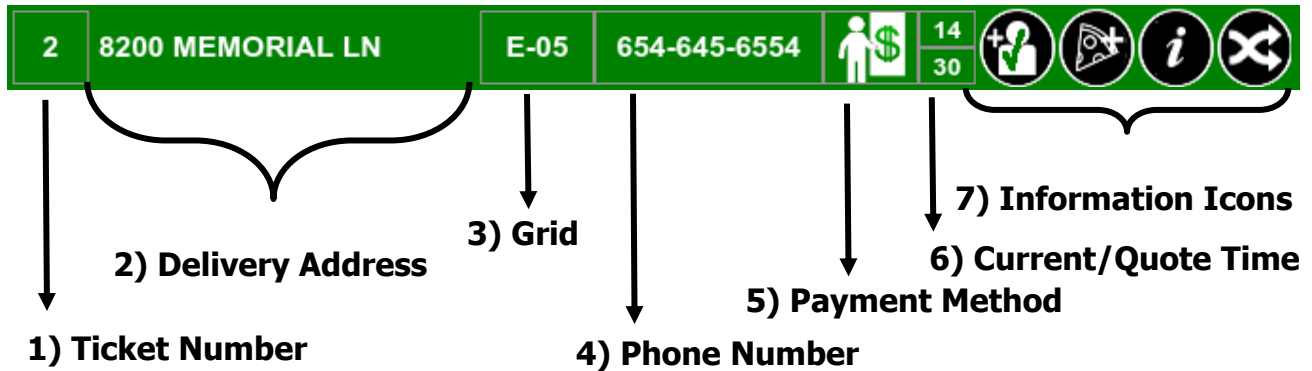 2 8200 MEMORIAL LN E-05 654-645-6554 $ 14
30
i
7) Information Icons
3) Grid
2) Delivery Address
6) Current/Quote Time
5) Payment Method
1) Ticket Number
4) Phone Number